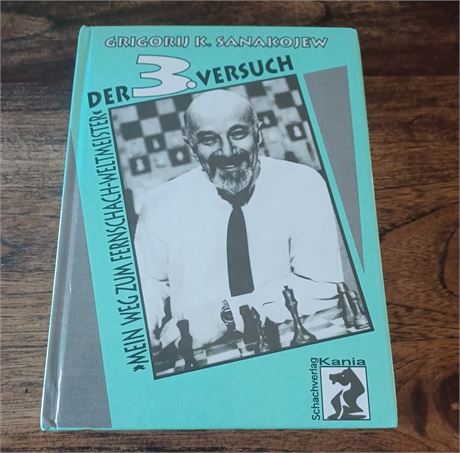 GRIGORIJ K. SANAKOJEW
DER 3. VERSUCH
»MEIN WEG ZUM FERNSCHACH-WELTMEISTER«
Schachverlag
Kania